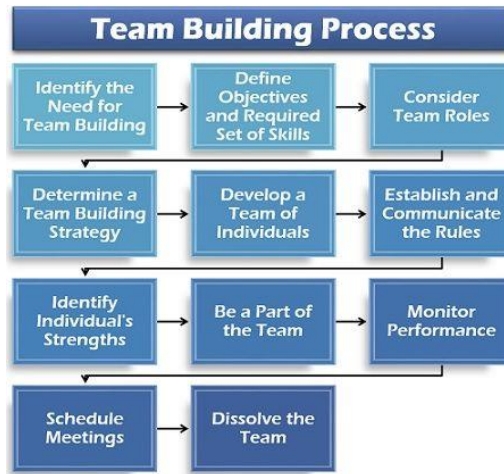 Team Building Process
Identify the
Need for
Team Building
Define
Objectives
and Required
Set of Skills
Consider
Team Roles
Determine a
Team Building
Strategy
Develop a
Team of
Individuals
Establish and
Communicate
the Rules
Identify
Individual's
Strengths
Be a Part of
the Team
Monitor
Performance
Schedule
Meetings
Dissolve the
Team